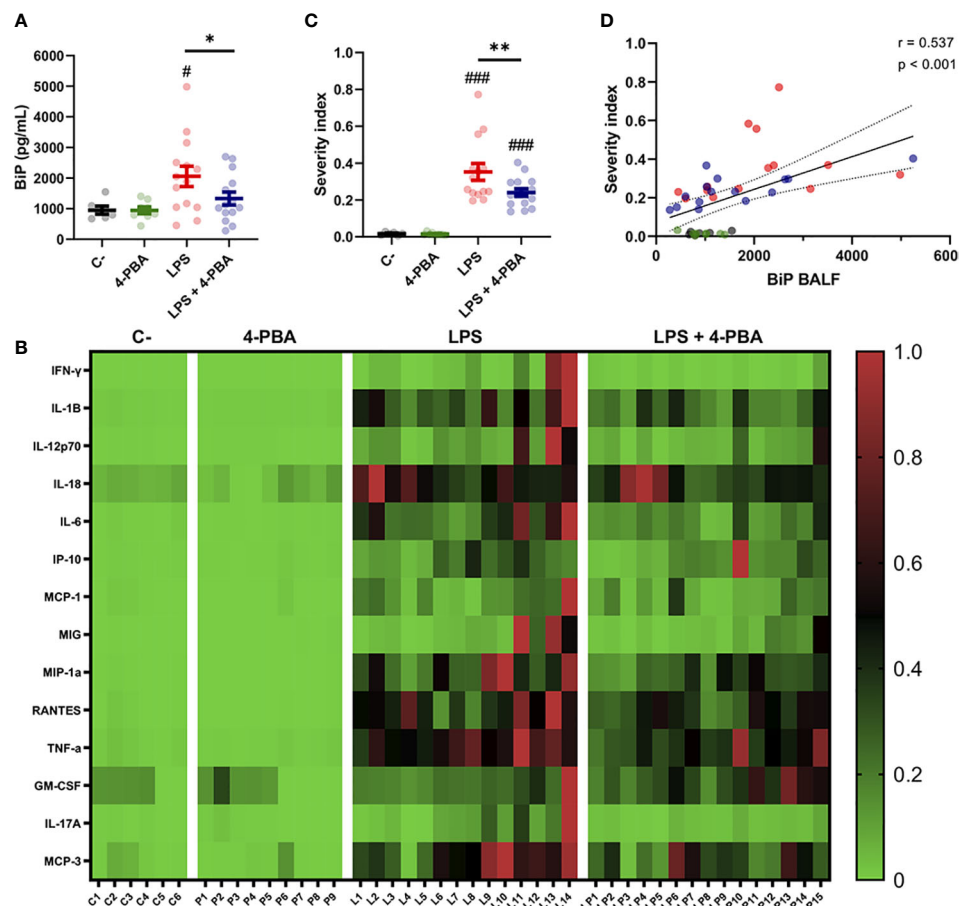 A
BiP (pg/mL)
6000
5000
4000
3000
2000
1000
0
#
*
C-
4-PBA
LPS
LPS + 4-PBA
C
Severity index
1.0
0.8
0.6
0.4
0.2
0.0
###
**
###
C-
4-PBA
LPS
LPS + 4-PBA
D
Severity index
1.0
0.8
0.6
0.4
0.2
0.0
r = 0.537
p < 0.001
0
2000
4000
600
BiP BALF
B
C-
4-PBA
LPS
LPS + 4-PBA
IFN-γ
IL-1B
IL-12p70
IL-18
IL-6
IP-10
MCP-1
MIG
MIP-1a
RANTES
TNF-a
GM-CSF
IL-17A
MCP-3
C1 C2 C3 C4 C5 C6
P1 P2 P3 P4 P5 P6 P7 P8 P9
L1 L2 L3 L4 L5 L6 L7 L8 L9 L10 L11 L12 L13 L14
1.0
0.8
0.6
0.4
0.2
0